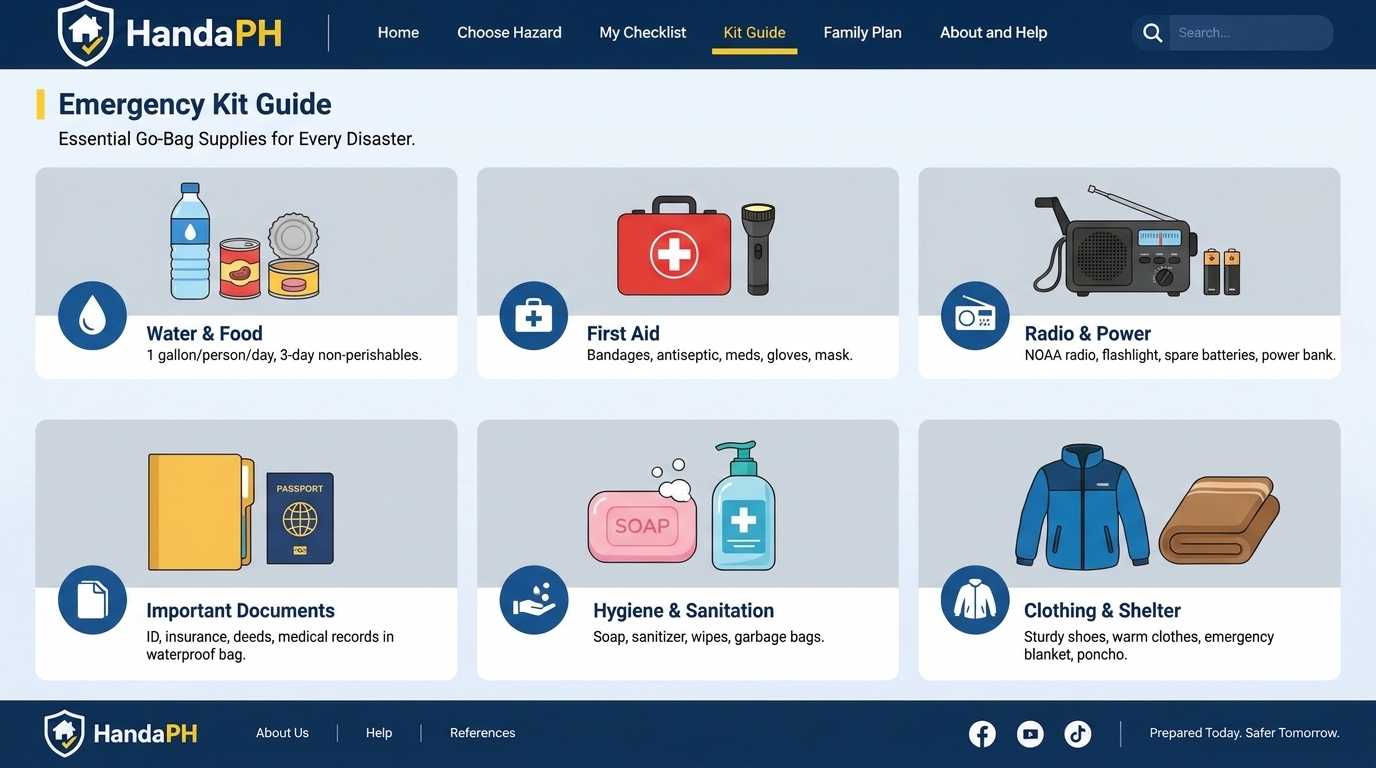 HandaPH
Home
Choose Hazard
My Checklist
Kit Guide
Family Plan
About and Help
Search...
Emergency Kit Guide
Essential Go-Bag Supplies for Every Disaster.
Water & Food
1 gallon/person/day, 3-day non-perishables.
First Aid
Bandages, antiseptic, meds, gloves, mask.
Radio & Power
NOAA radio, flashlight, spare batteries, power bank.
PASSPORT
Important Documents
ID, insurance, deeds, medical records in
waterproof bag.
SOAP
Hygiene & Sanitation
Soap, sanitizer, wipes, garbage bags.
Clothing & Shelter
Sturdy shoes, warm clothes, emergency
blanket, poncho.
HandaPH
About Us
Help
References
Prepared Today. Safer Tomorrow.